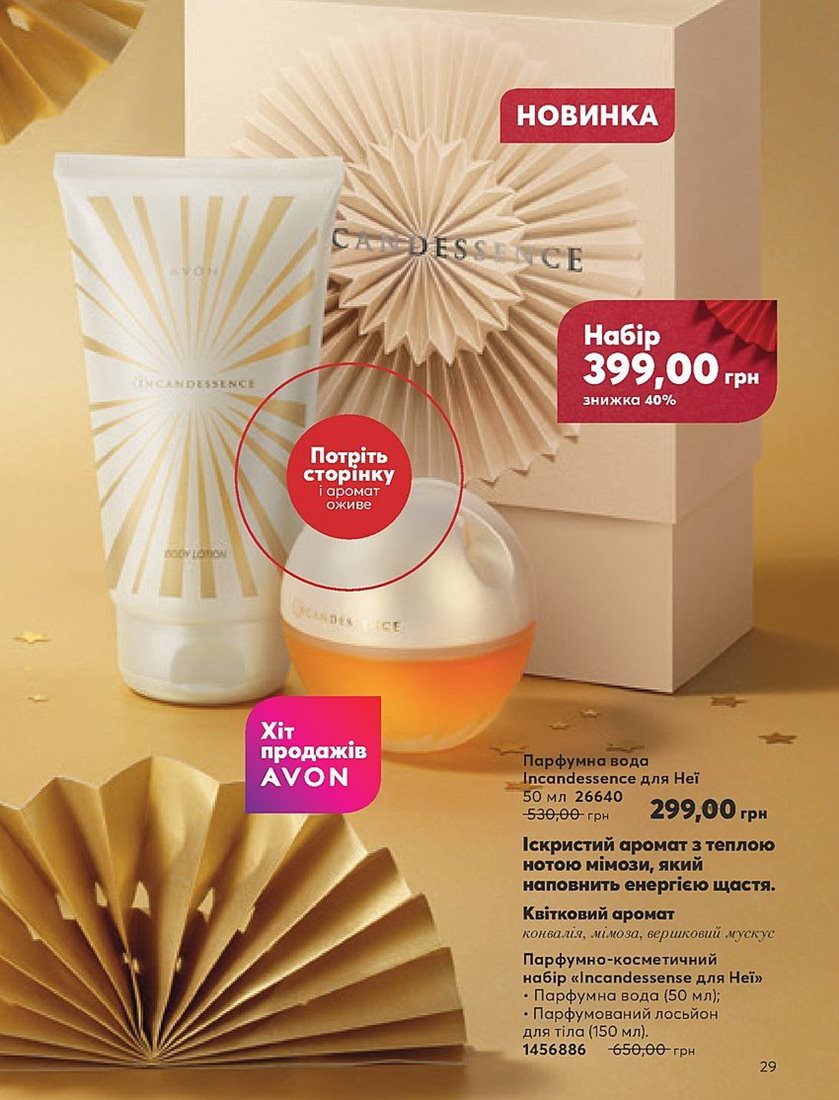 НОВИНКА
CANDESSENCE
Набір
399,00 грн
знижка 40%
AVON
INCANDESSENCE
BODY LOTION
Потріть
сторінку
і аромат
оживе
Хіт
продажів
AVON
Парфумна вода
Incandessence для Неї
50 мл 26640
530,00 грн 299,00 грн
Іскристий аромат з теплою
нотою мімози, який
наповнить енергією щастя.
Квітковий аромат
конвалія, мімоза, вершковий мускус
Парфумно-косметичний
набір «Incandessense для Неї»
• Парфумна вода (50 мл);
• Парфумований лосьйон
для тіла (150 мл).
1456886 650,00 грн
29